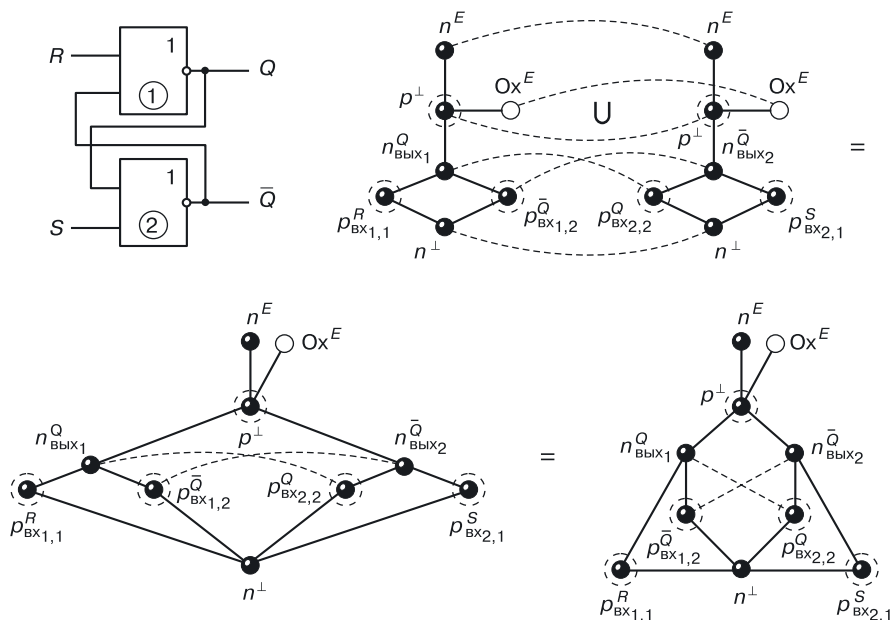 R
1
Q
1
S
1
Q̄
2
n^E
p^⊥
Ox^E
n^Q_вых₁
p^R_вх₁,₁
p^Q̄_вх₁,₂
n^⊥
∪
n^E
Ox^E
p^⊥
n^Q̄_вых₂
p^Q_вх₂,₂
p^S_вх₂,₁
n^⊥
=
n^E
Ox^E
p^⊥
n^Q_вых₁
n^Q̄_вых₂
p^R_вх₁,₁
p^Q̄_вх₁,₂
p^Q_вх₂,₂
p^S_вх₂,₁
n^⊥
=
n^E
Ox^E
p^⊥
n^Q_вых₁
n^Q̄_вых₂
p^Q̄_вх₁,₂
p^Q_вх₂,₂
p^R_вх₁,₁
n^⊥
p^S_вх₂,₁